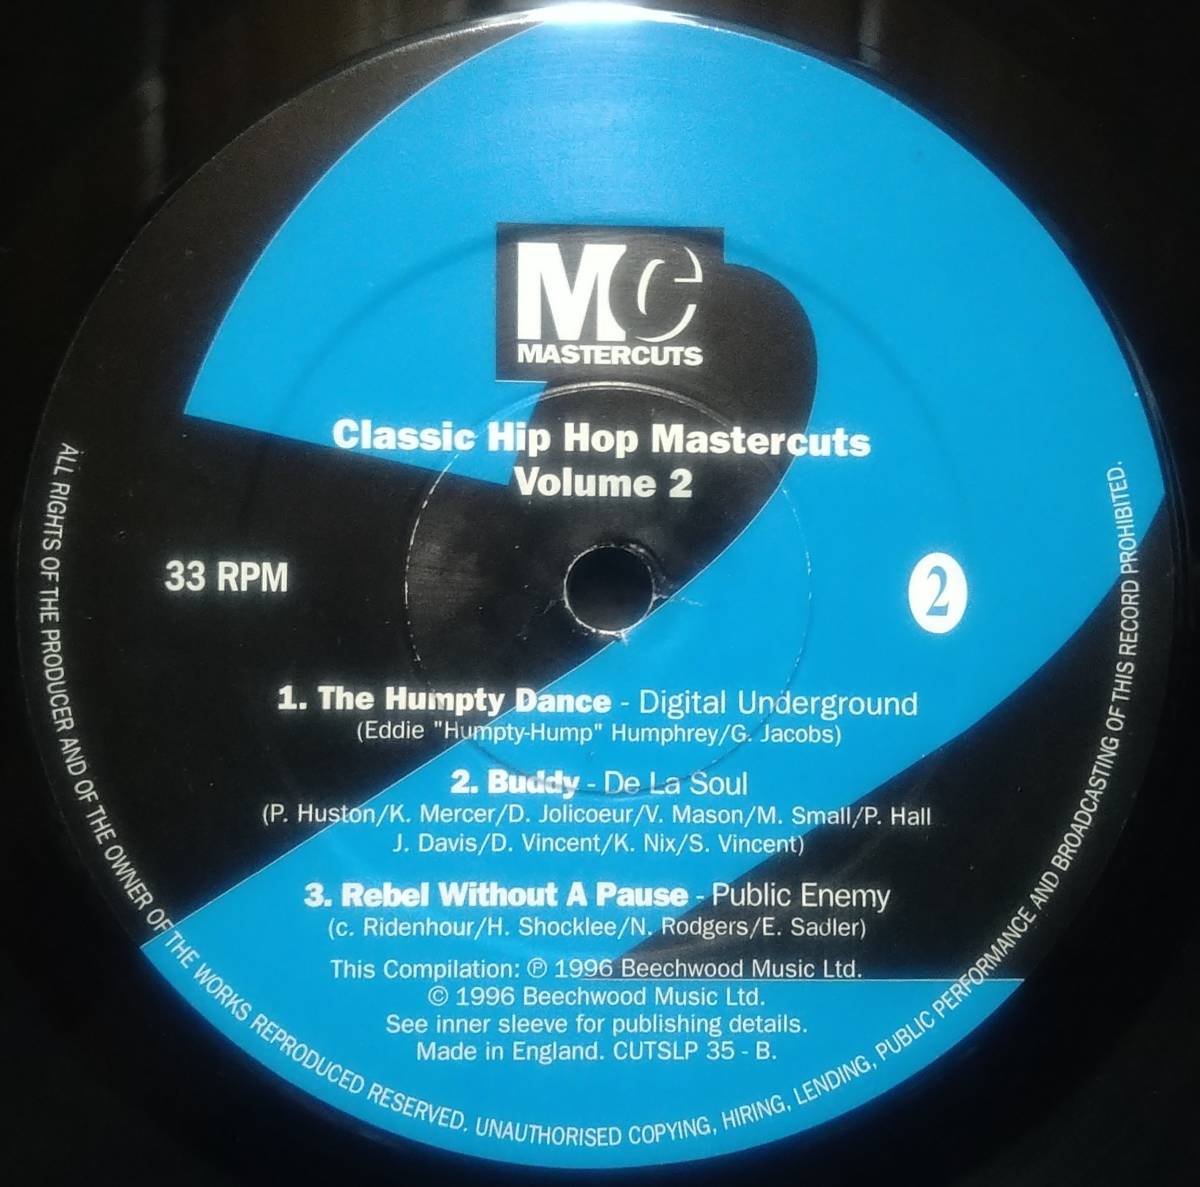 MC
MASTERCUTS
Classic Hip Hop Mastercuts
Volume 2
33 RPM
2
1. The Humpty Dance - Digital Underground
(Eddie "Humpty-Hump" Humphrey/G. Jacobs)
2. Buddy - De La Soul
(P. Huston/K. Mercer/D. Jolicoeur/V. Mason/M. Small/P. Hall
J. Davis/D. Vincent/K. Nix/S. Vincent)
3. Rebel Without A Pause - Public Enemy
(c. Ridenhour/H. Shocklee/N. Rodgers/E. Sadler)
This Compilation: ℗ 1996 Beechwood Music Ltd.
© 1996 Beechwood Music Ltd.
See inner sleeve for publishing details.
Made in England. CUTSLP 35 - B.
ALL RIGHTS OF THE PRODUCER AND OF THE OWNER OF THE WORKS REPRODUCED RESERVED. UNAUTHORISED COPYING, HIRING, LENDING, PUBLIC PERFORMANCE AND BROADCASTING OF THIS RECORD PROHIBITED.